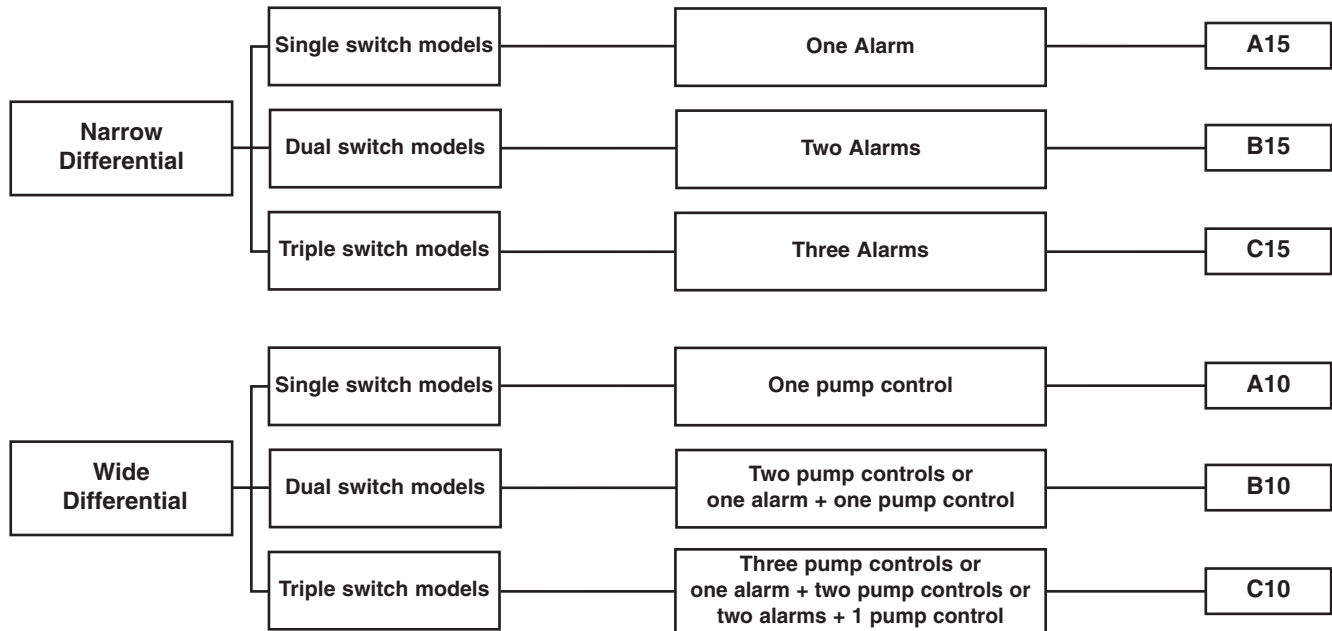 Narrow
Differential
Single switch models
One Alarm
A15
Dual switch models
Two Alarms
B15
Triple switch models
Three Alarms
C15
Wide
Differential
Single switch models
One pump control
A10
Dual switch models
Two pump controls or
one alarm + one pump control
B10
Triple switch models
Three pump controls or
one alarm + two pump controls or
two alarms + 1 pump control
C10